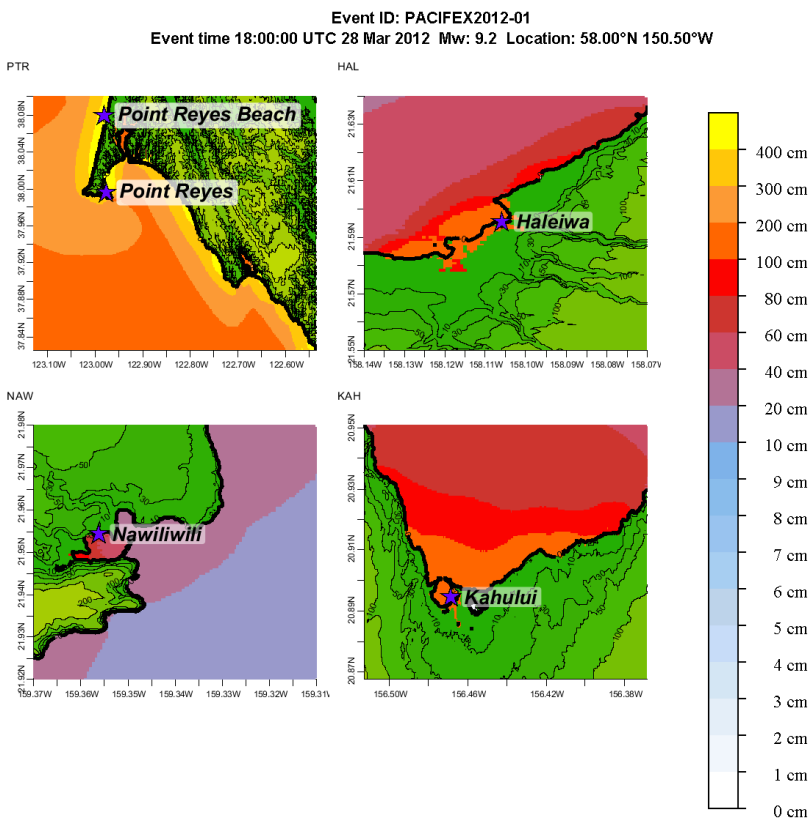 Event ID: PACIFEX2012-01
Event time 18:00:00 UTC 28 Mar 2012  Mw: 9.2  Location: 58.00°N 150.50°W
PTR
38.08N
38.04N
38.00N
37.96N
37.92N
37.88N
37.84N
Point Reyes Beach
Point Reyes
123.10W 123.00W 122.90W 122.80W 122.70W 122.60W
HAL
21.63N
21.61N
21.59N
21.57N
21.55N
Haleiwa
100
100
100
158.14W 158.13W 158.12W 158.11W 158.10W 158.09W 158.08W 158.07W
NAW
21.98N
21.97N
21.96N
21.95N
21.94N
21.93N
21.92N
50
Nawiliwili
200
159.37W 159.36W 159.35W 159.34W 159.33W 159.32W 159.31W
KAH
20.95N
20.93N
20.91N
20.89N
20.87N
Kahului
100
156.50W 156.46W 156.42W 156.38W
400 cm
300 cm
200 cm
100 cm
80 cm
60 cm
40 cm
20 cm
10 cm
9 cm
8 cm
7 cm
6 cm
5 cm
4 cm
3 cm
2 cm
1 cm
0 cm